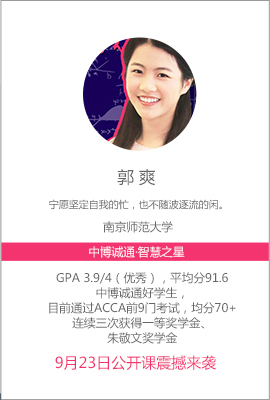 郭 爽
宁愿坚定自我的忙，也不随波逐流的闲。
南京师范大学
中博诚通·智慧之星
GPA 3.9/4（优秀），平均分91.6
中博诚通好学生，
目前通过ACCA前9门考试，均分70+
连续三次获得一等奖学金、
朱敬文奖学金
9月23日公开课震撼来袭